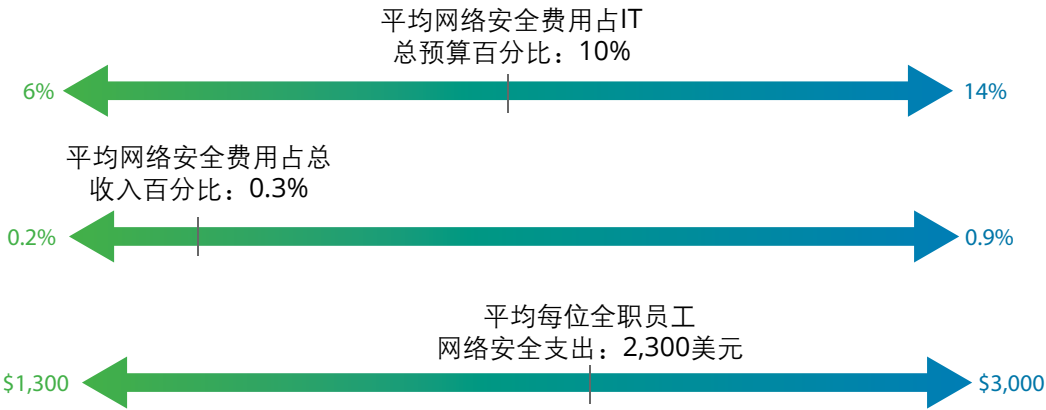 平均网络安全费用占IT
总预算百分比：10%
6%
14%
平均网络安全费用占总
收入百分比：0.3%
0.2%
0.9%
平均每位全职员工
网络安全支出：2,300美元
$1,300
$3,000